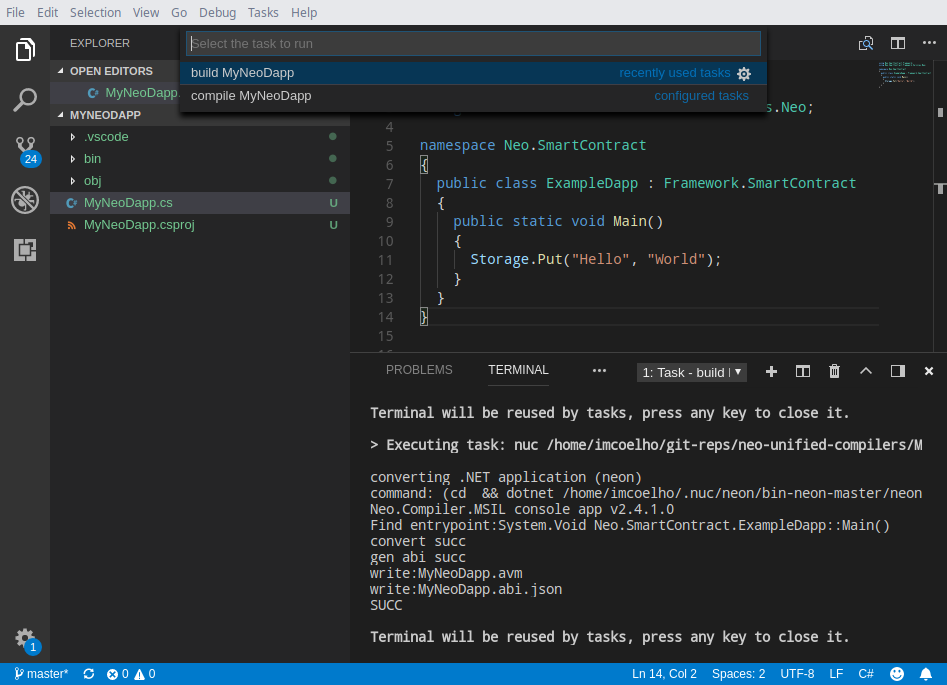 File Edit Selection View Go Debug Tasks Help
EXPLORER
Select the task to run
build MyNeoDapp recently used tasks
compile MyNeoDapp configured tasks
OPEN EDITORS
MyNeoDapp.
MYNEODAPP
.vscode
bin
obj
MyNeoDapp.cs U
MyNeoDapp.csproj U
24
1
s.Neo;
4
5 namespace Neo.SmartContract
6 {
7 public class ExampleDapp : Framework.SmartContract
8 {
9 public static void Main()
10 {
11 Storage.Put("Hello", "World");
12 }
13 }
14 }
15
PROBLEMS TERMINAL ••• 1: Task - build
Terminal will be reused by tasks, press any key to close it.
> Executing task: nuc /home/imcoelho/git-reps/neo-unified-compilers/M
converting .NET application (neon)
command: (cd && dotnet /home/imcoelho/.nuc/neon/bin-neon-master/neon
Neo.Compiler.MSIL console app v2.4.1.0
Find entrypoint:System.Void Neo.SmartContract.ExampleDapp::Main()
convert succ
gen abi succ
write:MyNeoDapp.avm
write:MyNeoDapp.abi.json
SUCC
Terminal will be reused by tasks, press any key to close it.
master* 0 0 Ln 14, Col 2 Spaces: 2 UTF-8 LF C#